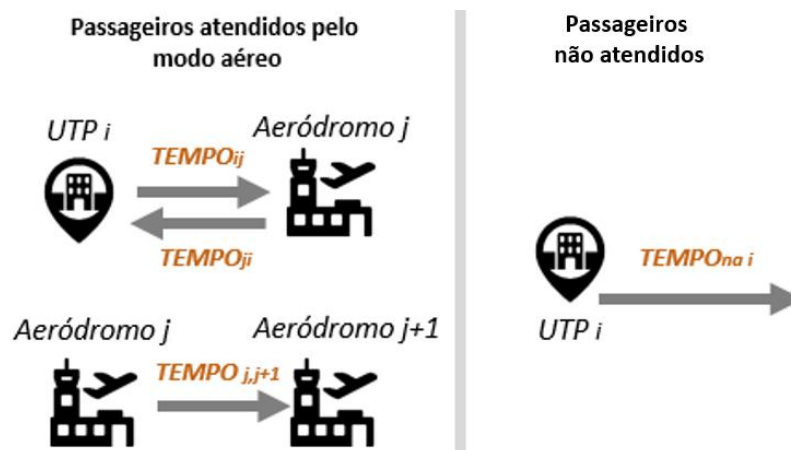 Passageiros atendidos pelo
modo aéreo
UTP i
Aeródromo j
TEMPOij
TEMPOji
Aeródromo j
Aeródromo j+1
TEMPO j,j+1
Passageiros
não atendidos
TEMPOna i
UTP i